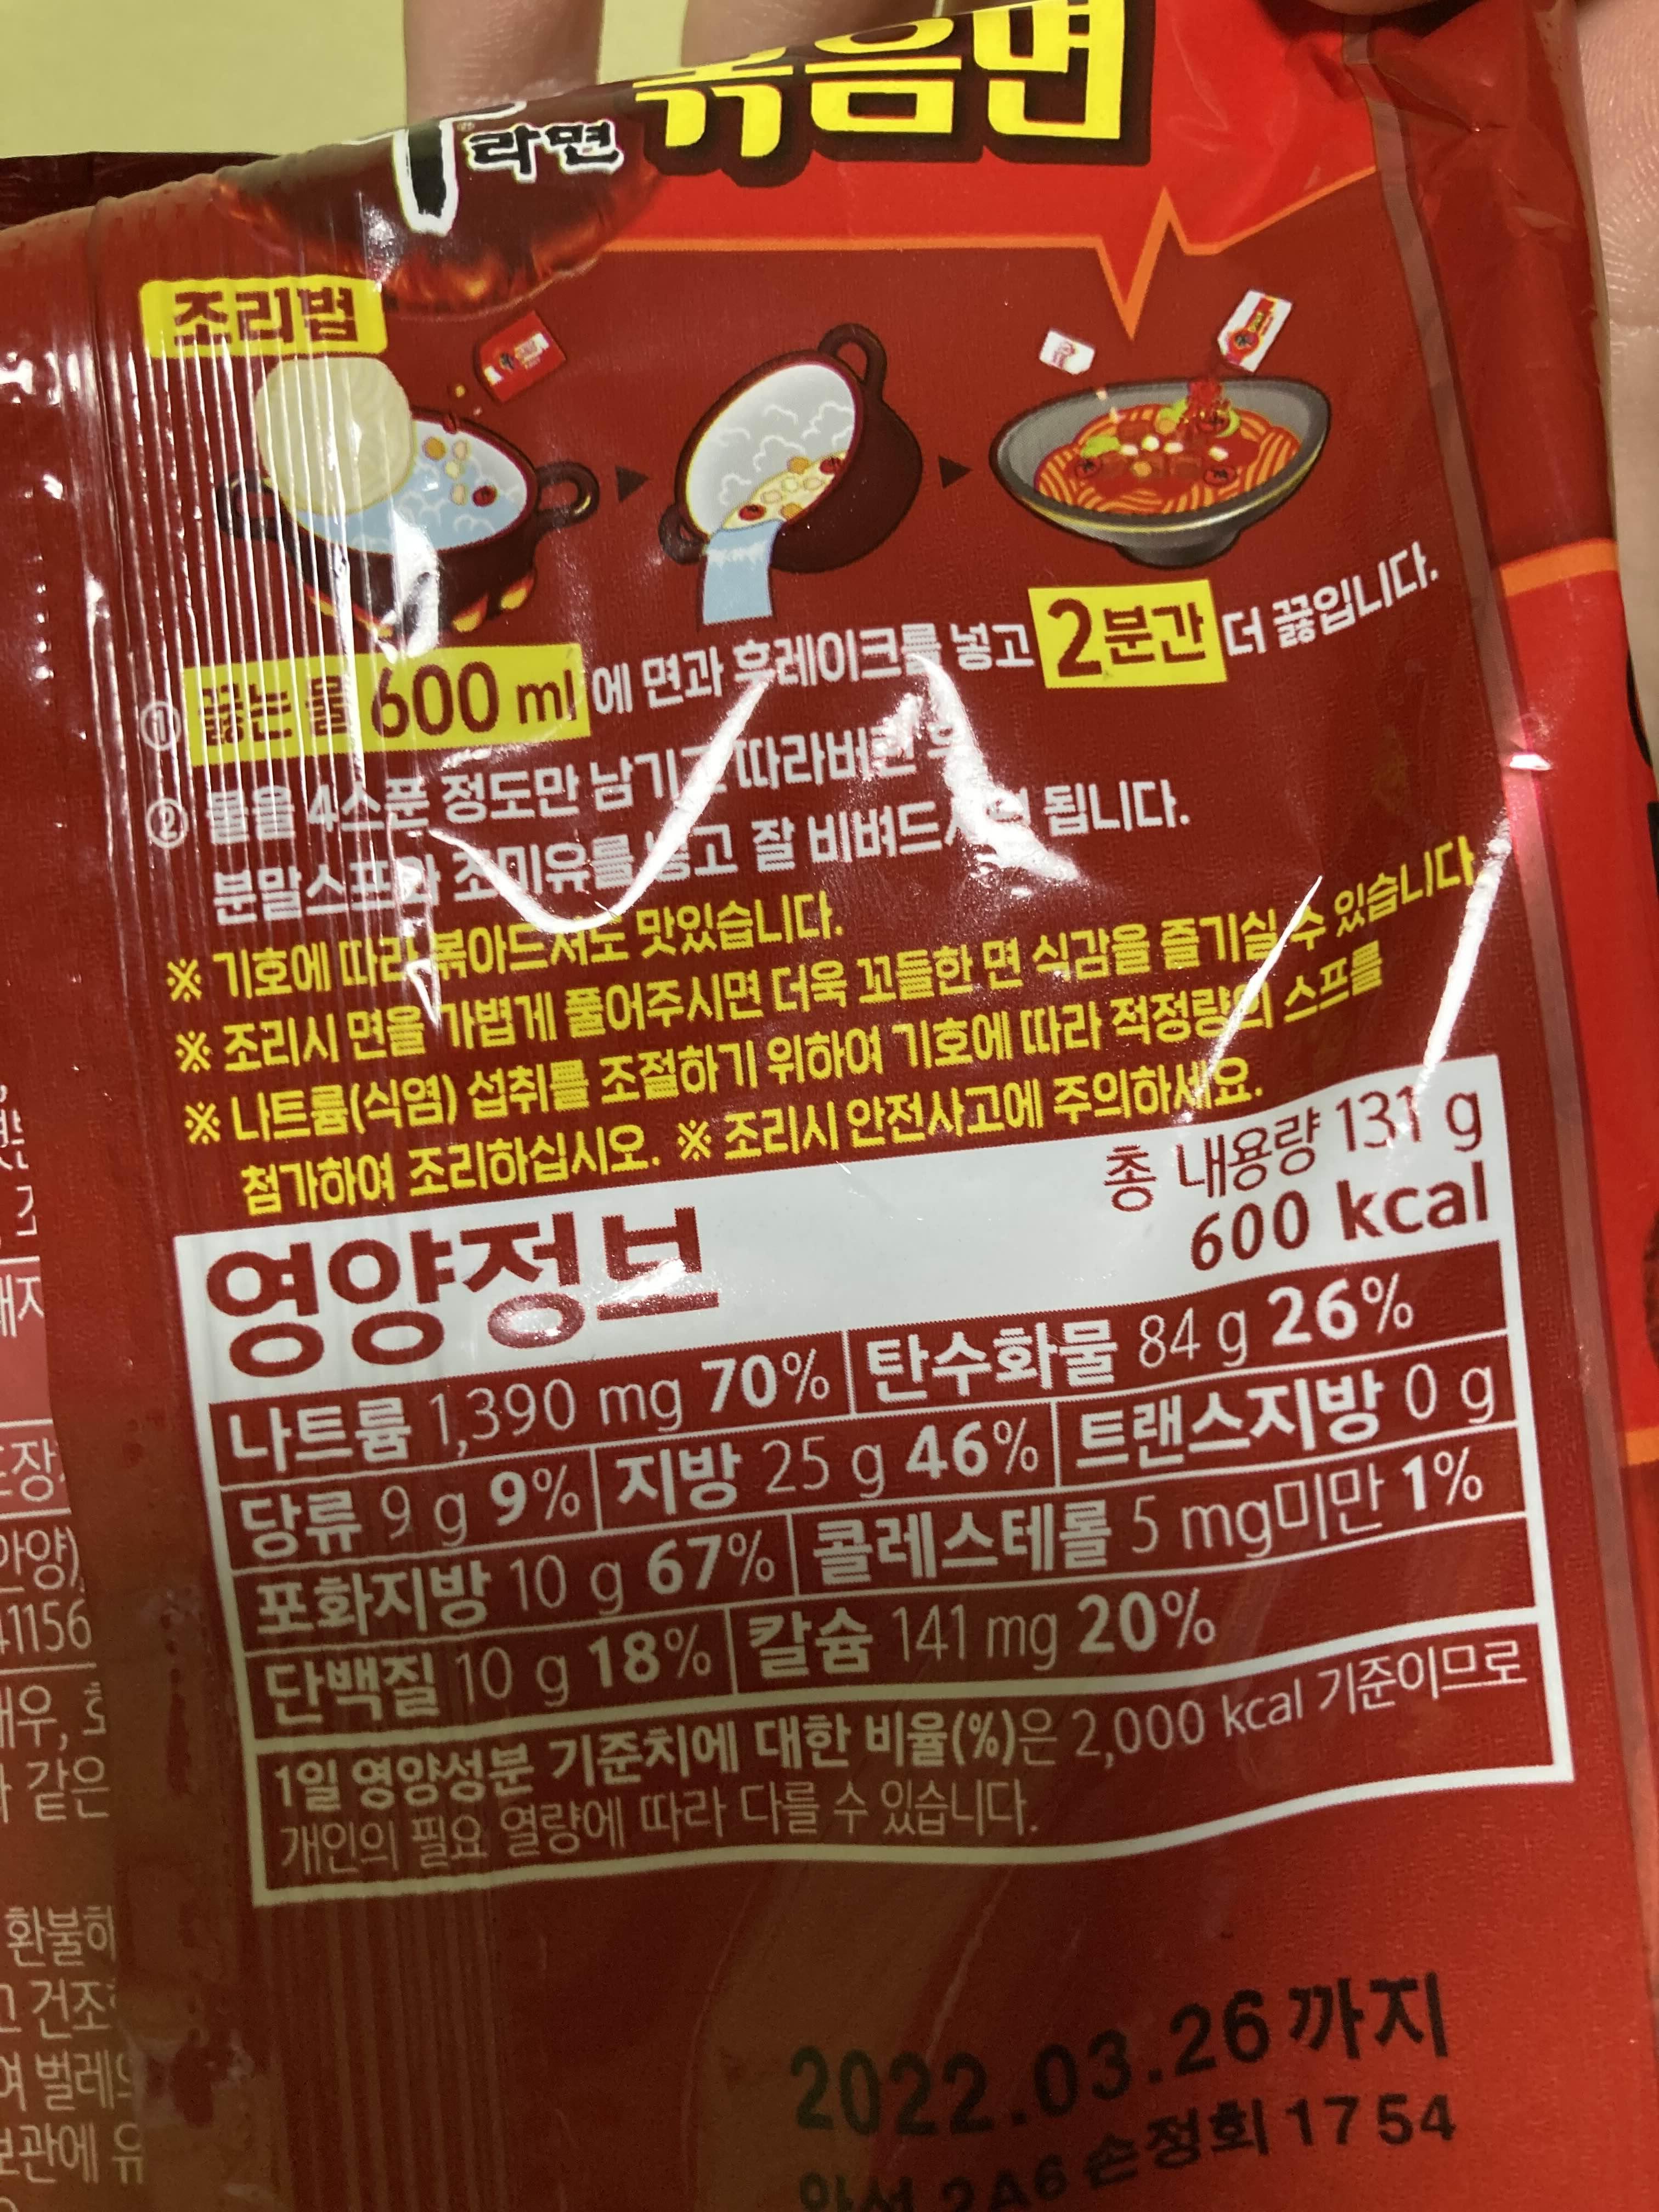 라면 볶음면
조리법
① 끓는 물 600 ml 에 면과 후레이크를 넣고 2분간 더 끓입니다.
② 물을 4스푼 정도만 남기고 따라버린 후
분말스프와 조미유를 넣고 잘 비벼드시면 됩니다.
※ 기호에 따라 볶아드셔도 맛있습니다.
※ 조리시 면을 가볍게 풀어주시면 더욱 꼬들한 면 식감을 즐기실 수 있습니다.
※ 나트륨(식염) 섭취를 조절하기 위하여 기호에 따라 적정량의 스프를
첨가하여 조리하십시오. ※ 조리시 안전사고에 주의하세요.
영양정보
총 내용량 131 g
600 kcal
나트륨 1,390 mg 70% 탄수화물 84 g 26%
당류 9 g 9% 지방 25 g 46% 트랜스지방 0 g
포화지방 10 g 67% 콜레스테롤 5 mg미만 1%
단백질 10 g 18% 칼슘 141 mg 20%
1일 영양성분 기준치에 대한 비율(%)은 2,000 kcal 기준이므로
개인의 필요 열량에 따라 다를 수 있습니다.
안양)
같은
2022.03.26 까지
안성 2A6 손정희 1754